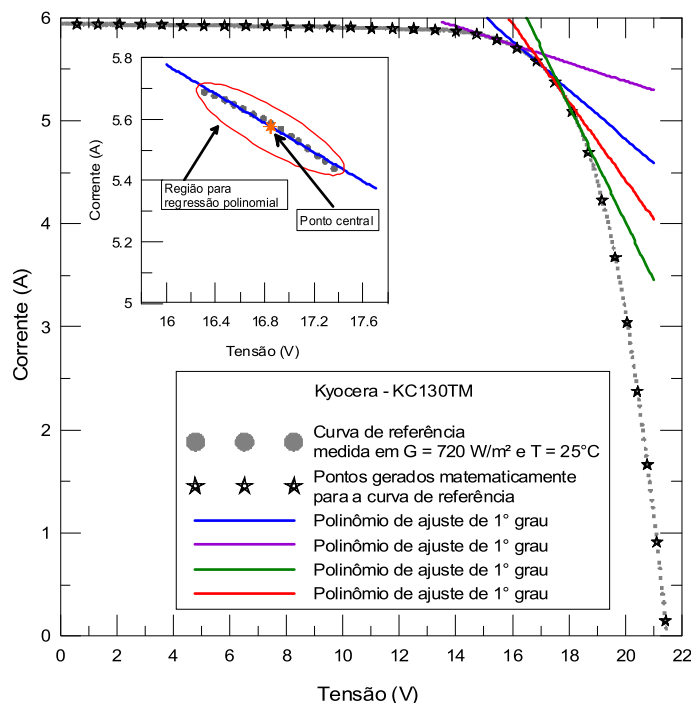 6
5
4
3
2
1
0
Corrente (A)
0 2 4 6 8 10 12 14 16 18 20 22
Tensão (V)
5.8
5.6
5.4
5.2
5
Corrente (A)
16 16.4 16.8 17.2 17.6
Tensão (V)
Região para
regressão polinomial
Ponto central
Kyocera - KC130TM
Curva de referência
medida em G = 720 W/m² e T = 25°C
Pontos gerados matematicamente
para a curva de referência
Polinômio de ajuste de 1° grau
Polinômio de ajuste de 1° grau
Polinômio de ajuste de 1° grau
Polinômio de ajuste de 1° grau